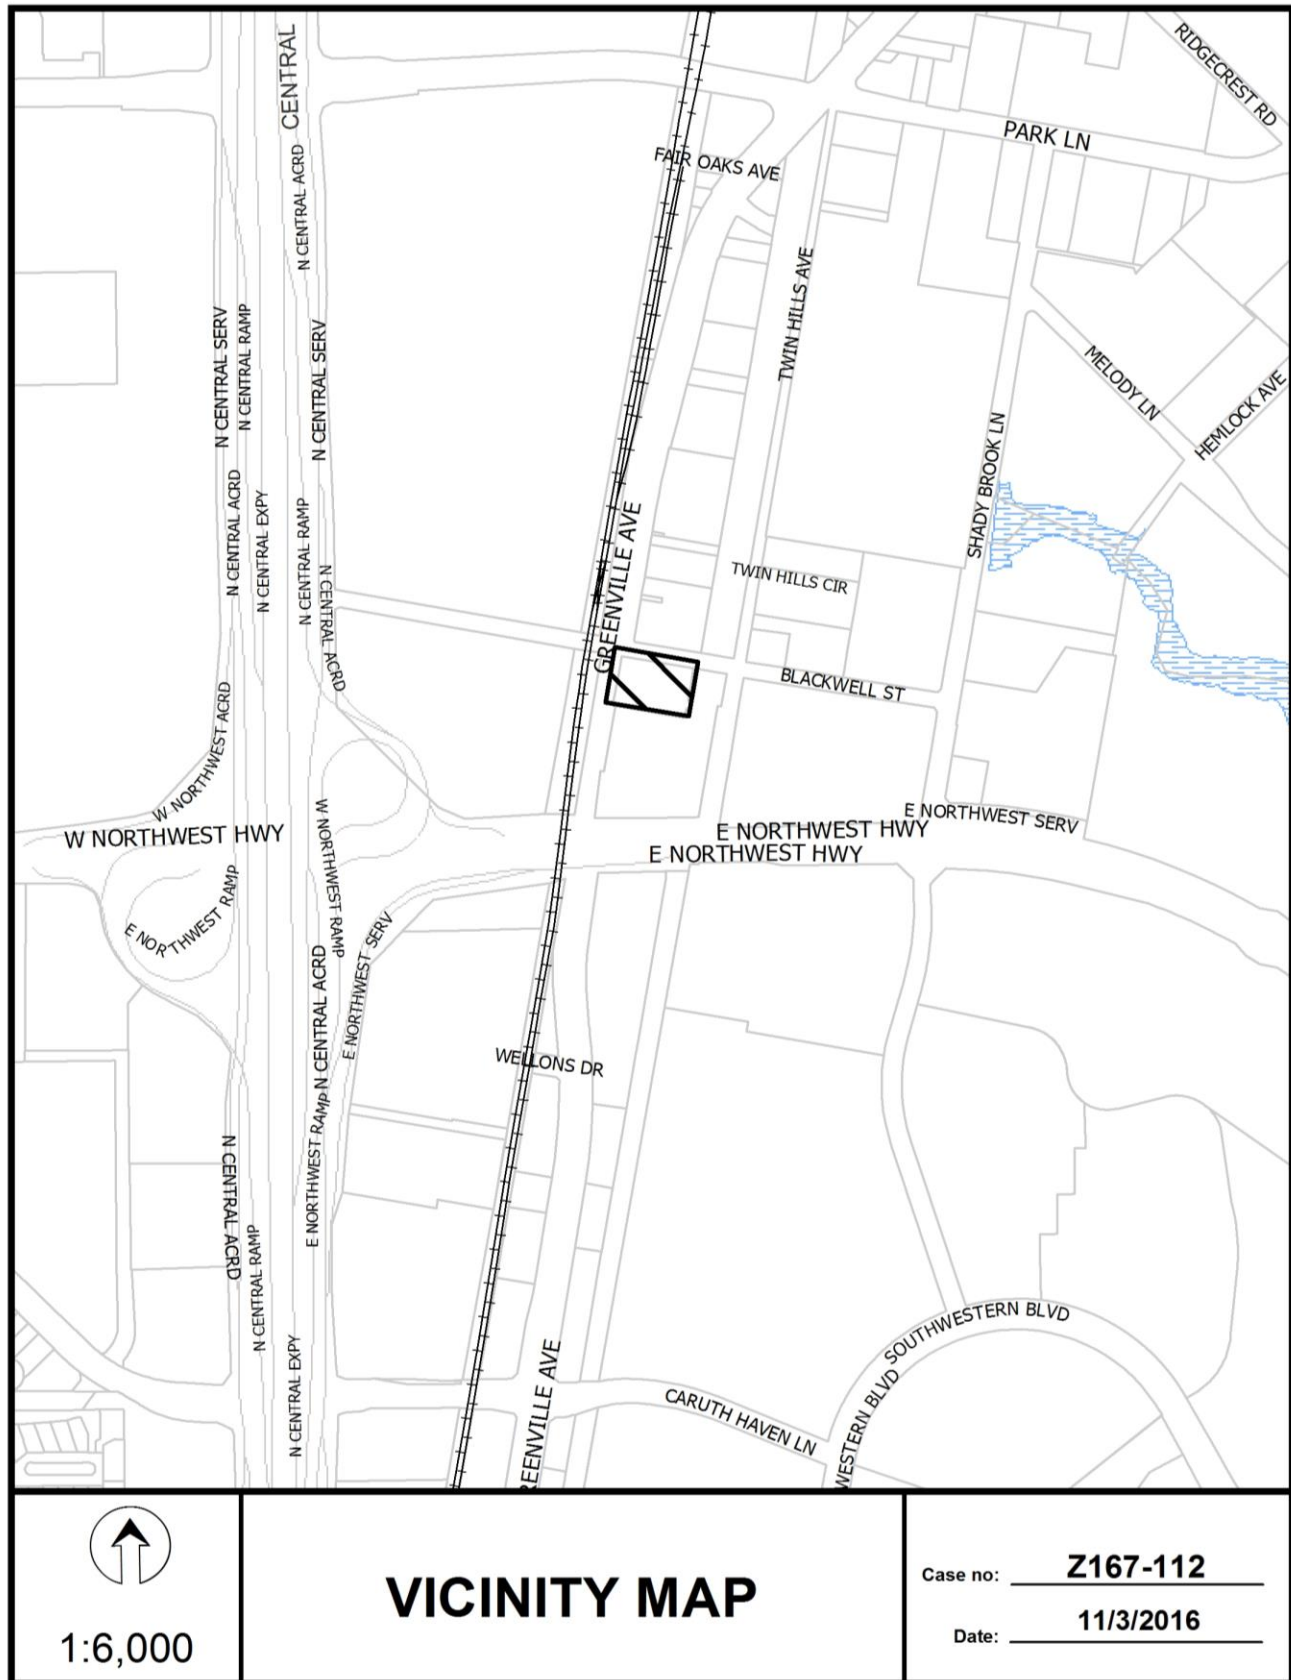 CENTRAL
RIDGECREST RD
PARK LN
N CENTRAL ACRD
FAIR OAKS AVE
N CENTRAL SERV
N CENTRAL RAMP
N CENTRAL SERV
TWIN HILLS AVE
MELODY LN
HEMLOCK AVE
SHADY BROOK LN
N CENTRAL ACRD
N CENTRAL EXPY
N CENTRAL RAMP
GREENVILLE AVE
N CENTRAL ACRD
TWIN HILLS CIR
BLACKWELL ST
W NORTHWEST ACRD
W NORTHWEST HWY
W NORTHWEST RAMP
E NORTHWEST SERV
E NORTHWEST HWY
E NORTHWEST HWY
E NORTHWEST RAMP
E NORTHWEST SERV
N CENTRAL ACRD
WELLONS DR
E NORTHWEST RAMP
N CENTRAL ACRD
N CENTRAL RAMP
N CENTRAL EXPY
SOUTHWESTERN BLVD
REENVILLE AVE
CARUTH HAVEN LN
WESTERN BLVD
1:6,000
VICINITY MAP
Case no: Z167-112
Date: 11/3/2016